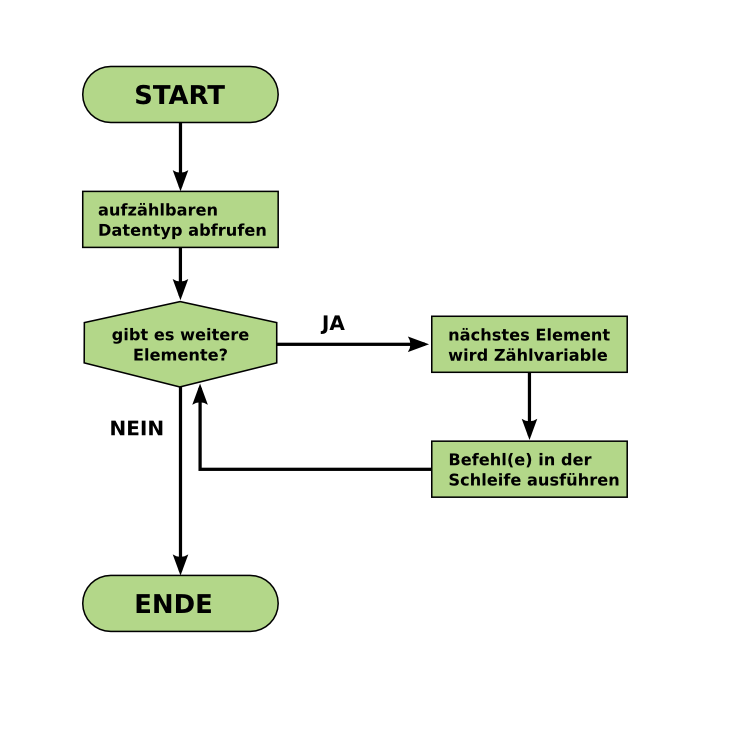 START
aufzählbaren
Datentyp abfrufen
gibt es weitere
Elemente?
JA
nächstes Element
wird Zählvariable
NEIN
Befehl(e) in der
Schleife ausführen
ENDE